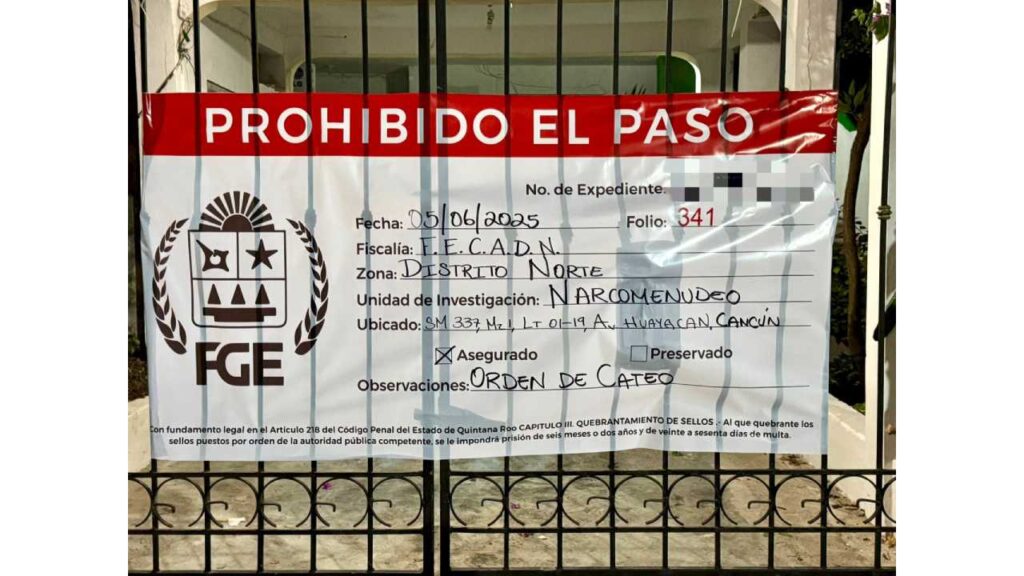 PROHIBIDO EL PASO
No. de Expediente:
Fecha: 05/06/2025 Folio: 341
Fiscalía: F.E.C.A.D.N.
Zona: DISTRITO NORTE
Unidad de Investigación: NARCOMENUDEO
Ubicado: SM 337, Mz 1, LT 01-19, Av HUAYACAN, CANCÚN
Asegurado Preservado
Observaciones: ORDEN DE CATEO
FGE
Con fundamento legal en el Artículo 218 del Código Penal del Estado de Quintana Roo CAPITULO III. QUEBRANTAMIENTO DE SELLOS .- Al que quebrante los
sellos puestos por orden de la autoridad pública competente, se le impondrá prisión de seis meses o dos años y de veinte a sesenta días de multa.